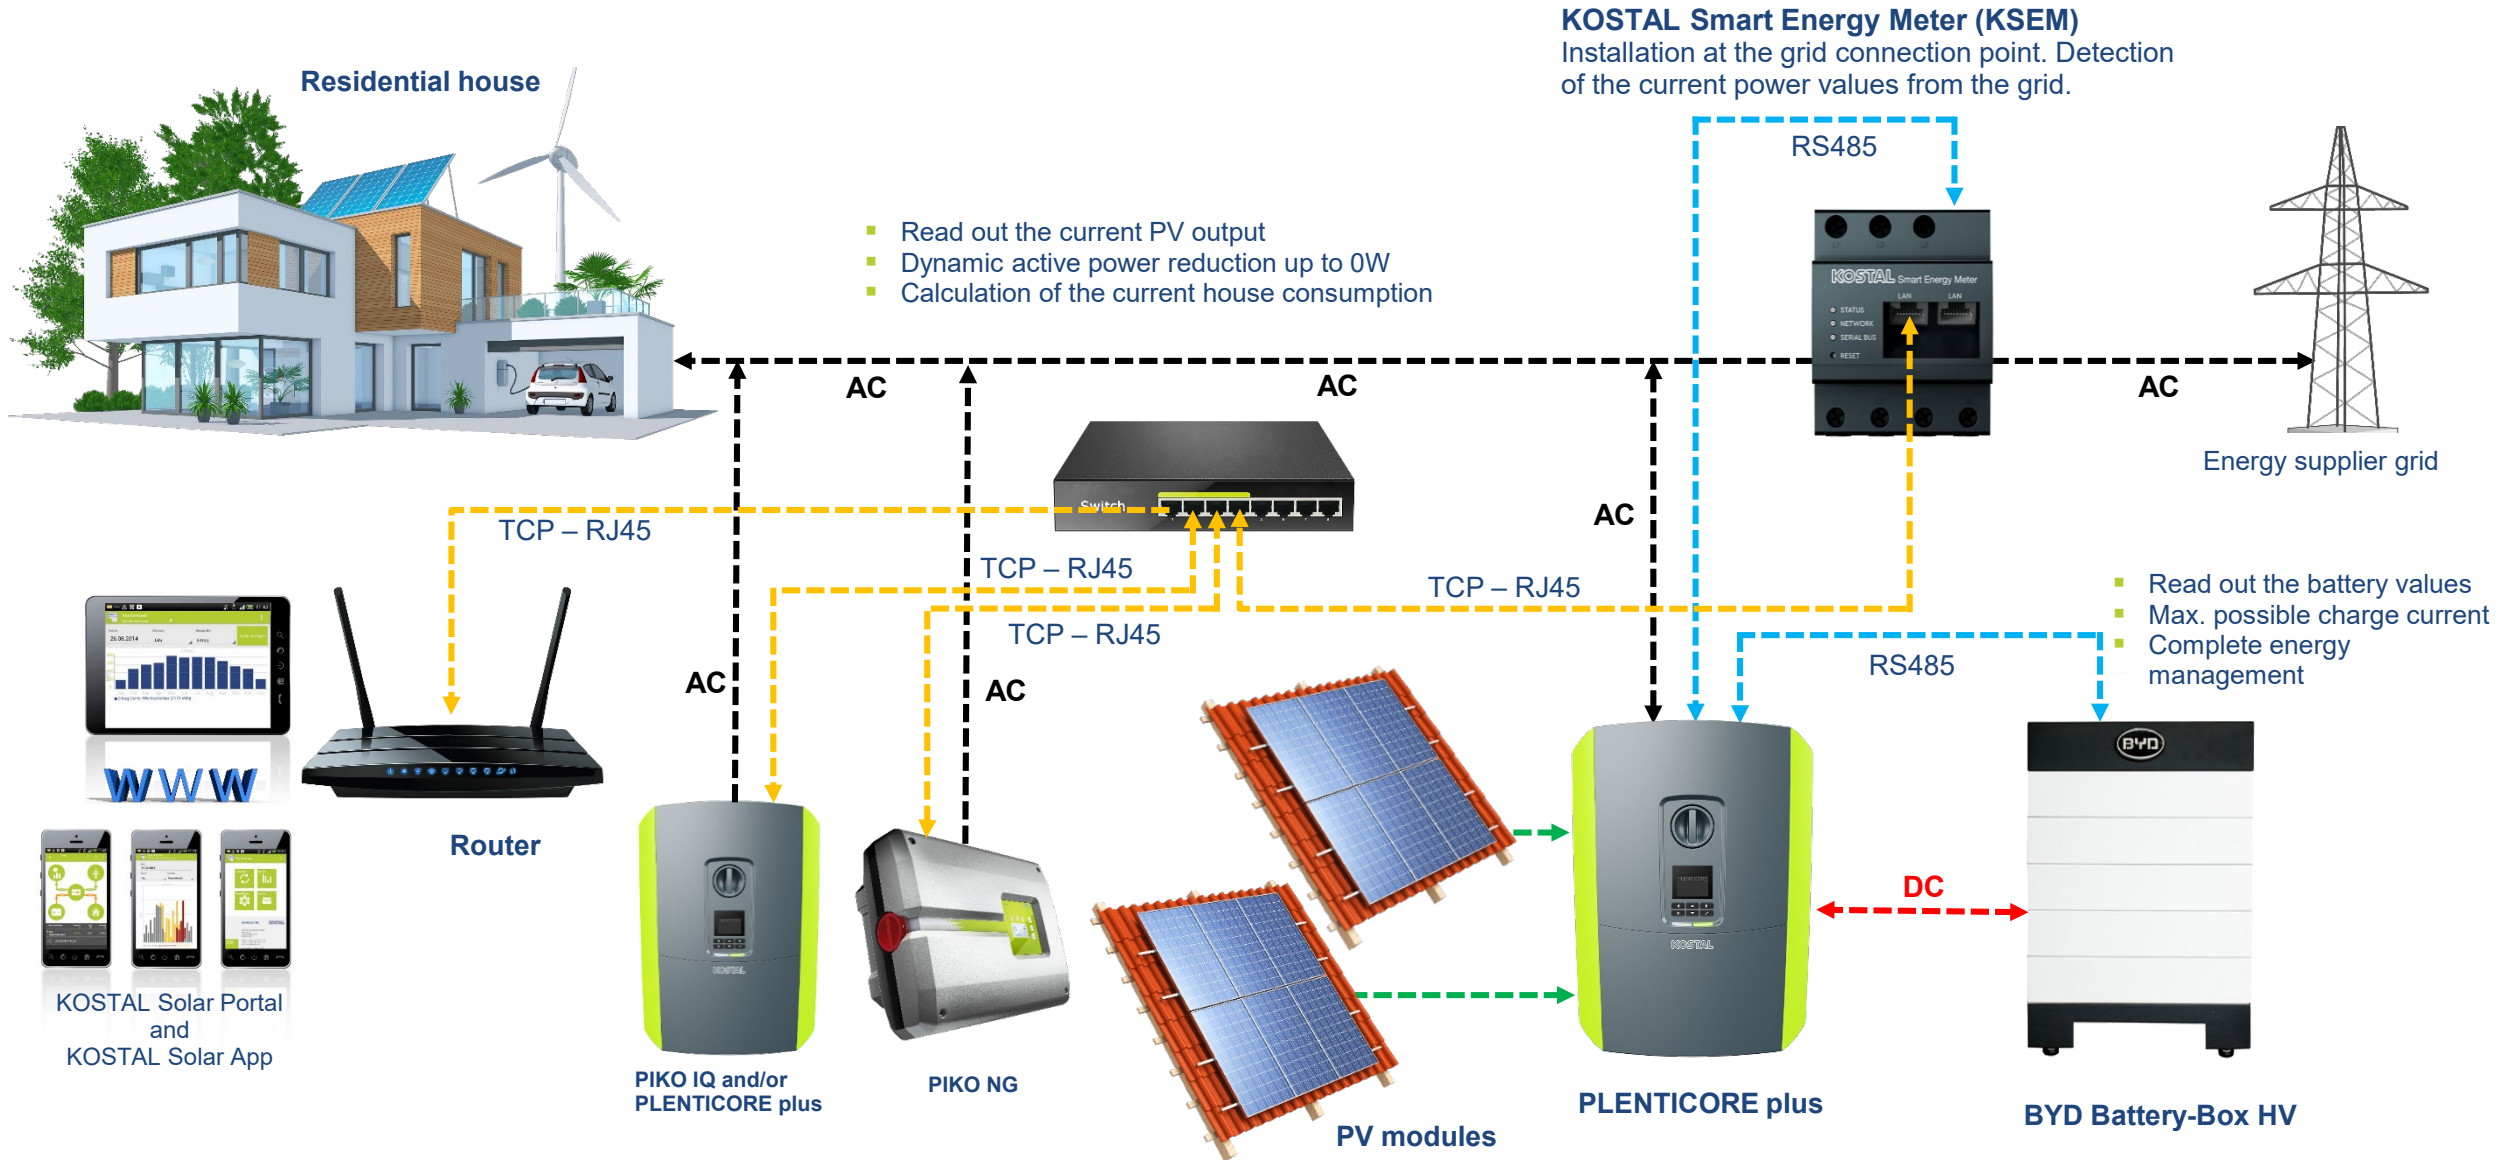 KOSTAL Smart Energy Meter (KSEM)
Installation at the grid connection point. Detection
of the current power values from the grid.
Residential house
RS485
Read out the current PV output
Dynamic active power reduction up to 0W
Calculation of the current house consumption
KOSTAL Smart Energy Meter
LAN LAN
STATUS
NETWORK
SERIAL BUS
RESET
AC
AC
AC
Energy supplier grid
Switch
AC
TCP – RJ45
TCP – RJ45
TCP – RJ45
TCP – RJ45
Read out the battery values
Max. possible charge current
Complete energy
management
RS485
AC
AC
26.08.2014
BYD
WWW
Router
DC
KOSTAL
KOSTAL
KOSTAL Solar Portal
and
KOSTAL Solar App
PIKO IQ and/or
PLENTICORE plus
PIKO NG
PV modules
PLENTICORE plus
BYD Battery-Box HV